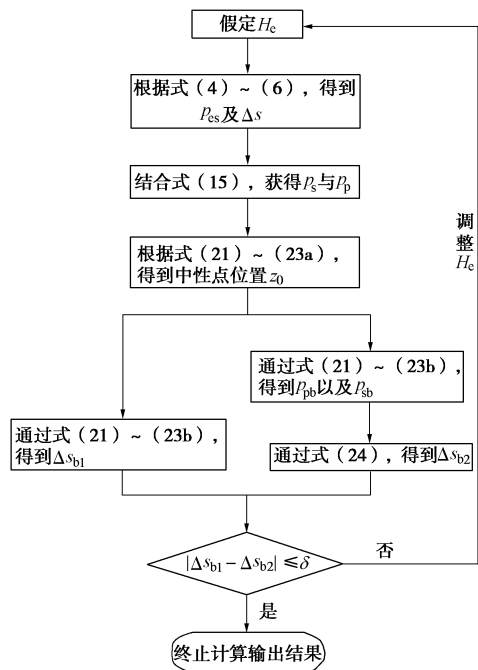 假定He
根据式（4）~（6），得到
pes及Δs
结合式（15），获得ps与pp
根据式（21）~（23a），
得到中性点位置z0
调
整
He
通过式（21）~（23b），
得到ppb以及psb
通过式（21）~（23b），
得到Δsb1
通过式（24），得到Δsb2
|Δsb1－Δsb2|≤δ
否
是
终止计算输出结果